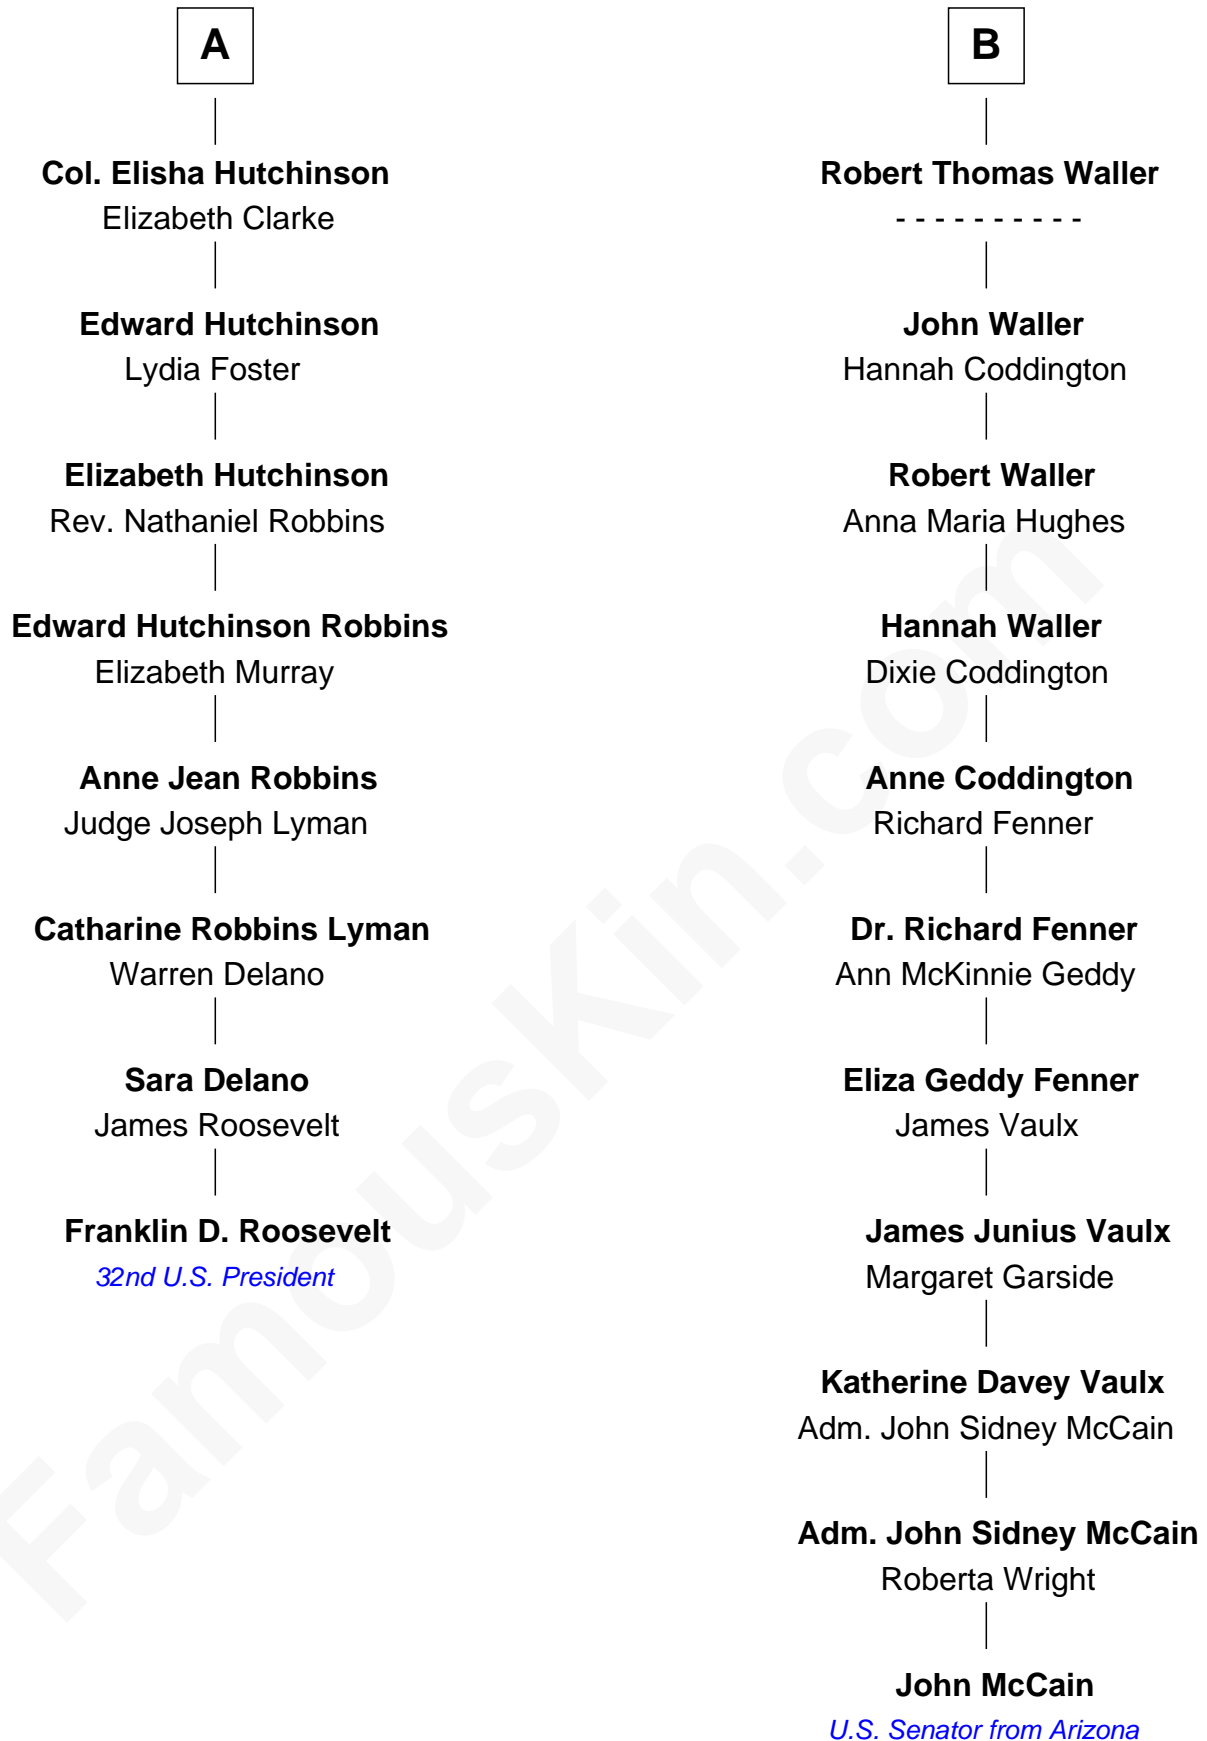 A
Col. Elisha Hutchinson
Elizabeth Clarke
Edward Hutchinson
Lydia Foster
Elizabeth Hutchinson
Rev. Nathaniel Robbins
Edward Hutchinson Robbins
Elizabeth Murray
Anne Jean Robbins
Judge Joseph Lyman
Catharine Robbins Lyman
Warren Delano
Sara Delano
James Roosevelt
Franklin D. Roosevelt
32nd U.S. President
B
Robert Thomas Waller
- - - - - - - - - -
John Waller
Hannah Coddington
Robert Waller
Anna Maria Hughes
Hannah Waller
Dixie Coddington
Anne Coddington
Richard Fenner
Dr. Richard Fenner
Ann McKinnie Geddy
Eliza Geddy Fenner
James Vaulx
James Junius Vaulx
Margaret Garside
Katherine Davey Vaulx
Adm. John Sidney McCain
Adm. John Sidney McCain
Roberta Wright
John McCain
U.S. Senator from Arizona
FamousKin.com